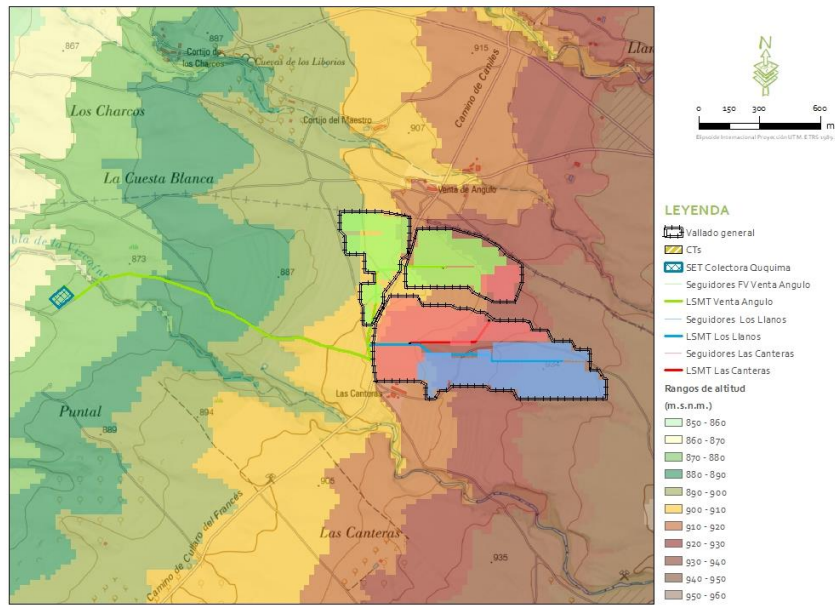 867
887
Cortijo de
los Charcos
Cuevas de los Liborios
915
Los Charcos
Camino de Caniles
Cortijo del Maestro
907
La Cuesta Blanca
Venta de Angulo
873
887
Las Canteras
Puntal
894
889
905
Las Canteras
Camino de Cúllar del Francés
935
N
0 150 300 600
m
LEYENDA
Vallado general
CTs
SET Colectora Ququima
Seguidores FV Venta Angulo
LSMT Venta Angulo
Seguidores Los Llanos
LSMT Los Llanos
Seguidores Las Canteras
LSMT Las Canteras
Rangos de altitud
(m.s.n.m.)
850 - 860
860 - 870
870 - 880
880 - 890
890 - 900
900 - 910
910 - 920
920 - 930
930 - 940
940 - 950
950 - 960